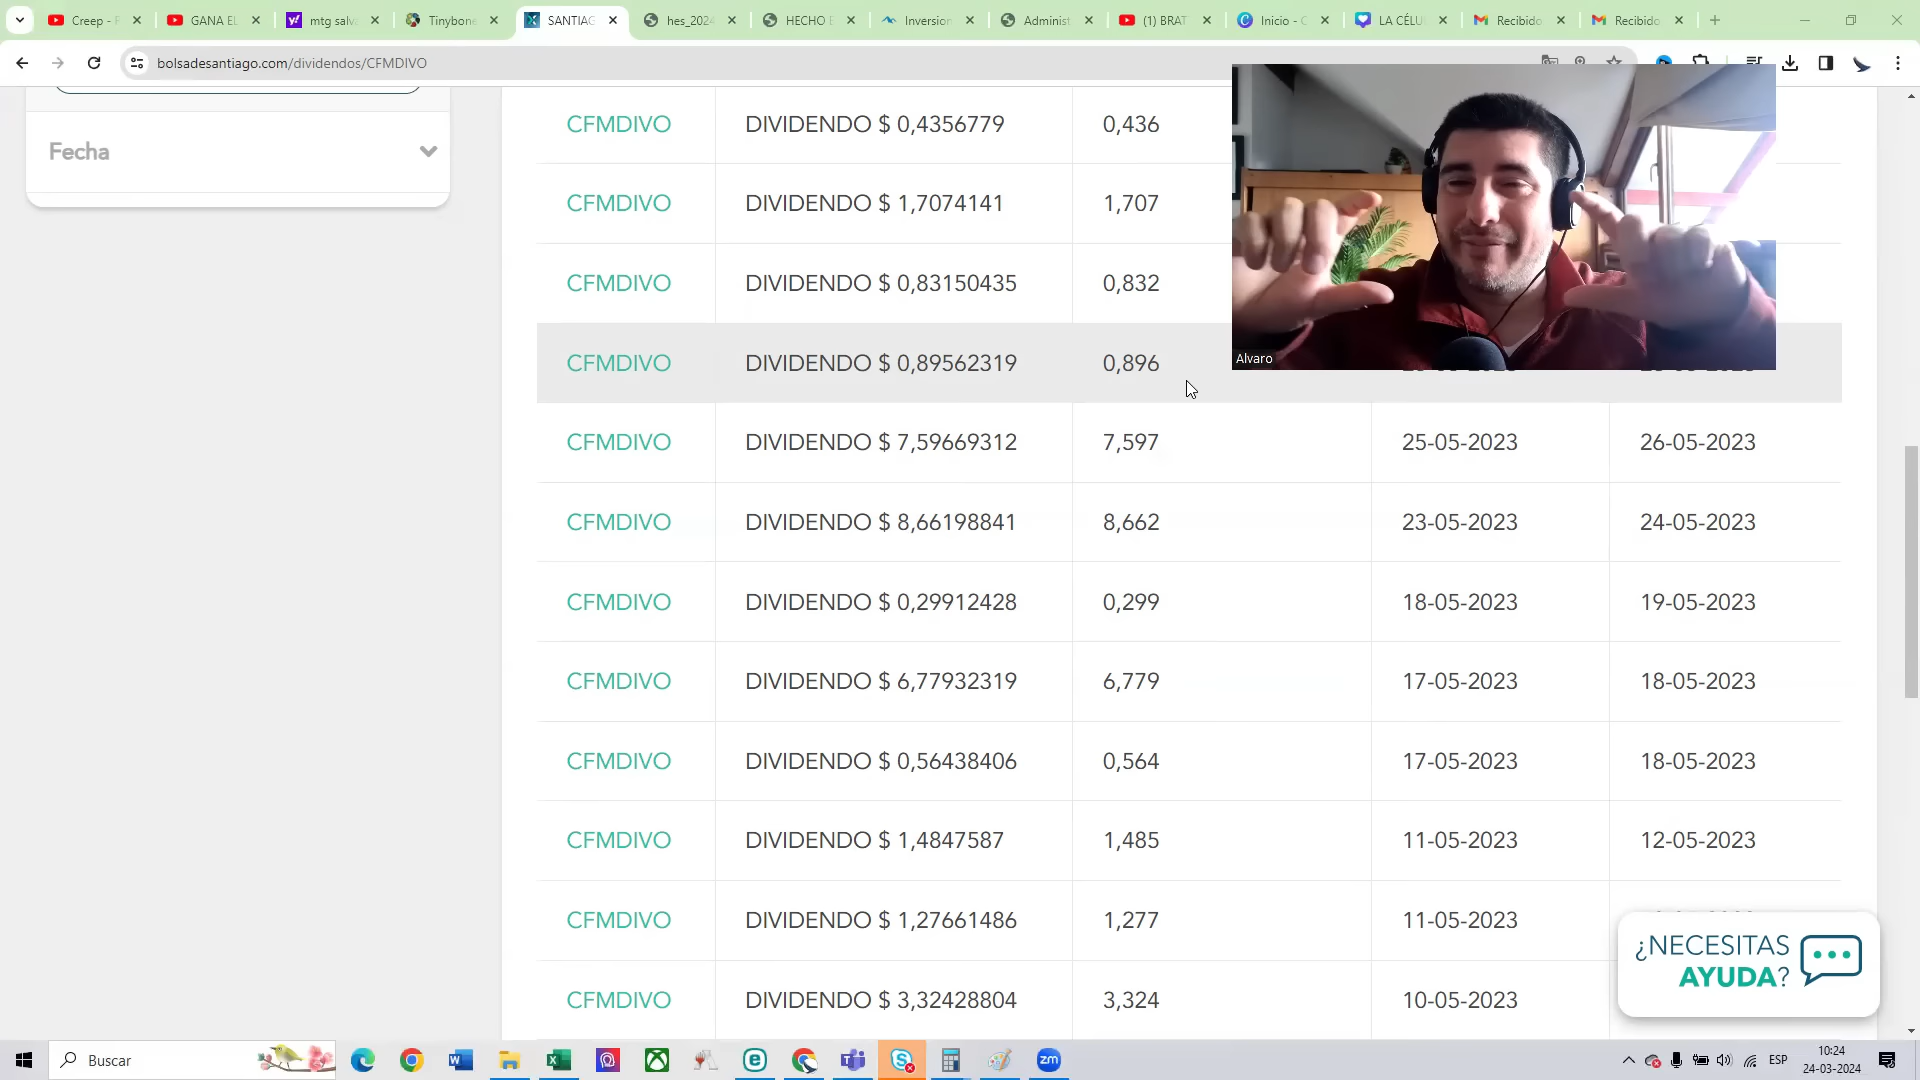 Creep - F
GANA EL
mtg salv
Tinybone
SANTIAG
hes_2024
HECHO E
Inversion
Administ
(1) BRAT
Inicio - C
LA CÉLU
Recibido
Recibido
bolsadesantiago.com/dividendos/CFMDIVO
Fecha
CFMDIVO DIVIDENDO $ 0,4356779 0,436
CFMDIVO DIVIDENDO $ 1,7074141 1,707
CFMDIVO DIVIDENDO $ 0,83150435 0,832
CFMDIVO DIVIDENDO $ 0,89562319 0,896
Alvaro
CFMDIVO DIVIDENDO $ 7,59669312 7,597 25-05-2023 26-05-2023
CFMDIVO DIVIDENDO $ 8,66198841 8,662 23-05-2023 24-05-2023
CFMDIVO DIVIDENDO $ 0,29912428 0,299 18-05-2023 19-05-2023
CFMDIVO DIVIDENDO $ 6,77932319 6,779 17-05-2023 18-05-2023
CFMDIVO DIVIDENDO $ 0,56438406 0,564 17-05-2023 18-05-2023
CFMDIVO DIVIDENDO $ 1,4847587 1,485 11-05-2023 12-05-2023
CFMDIVO DIVIDENDO $ 1,27661486 1,277 11-05-2023
CFMDIVO DIVIDENDO $ 3,32428804 3,324 10-05-2023
¿NECESITAS
AYUDA?
Buscar
ESP
10:24
24-03-2024